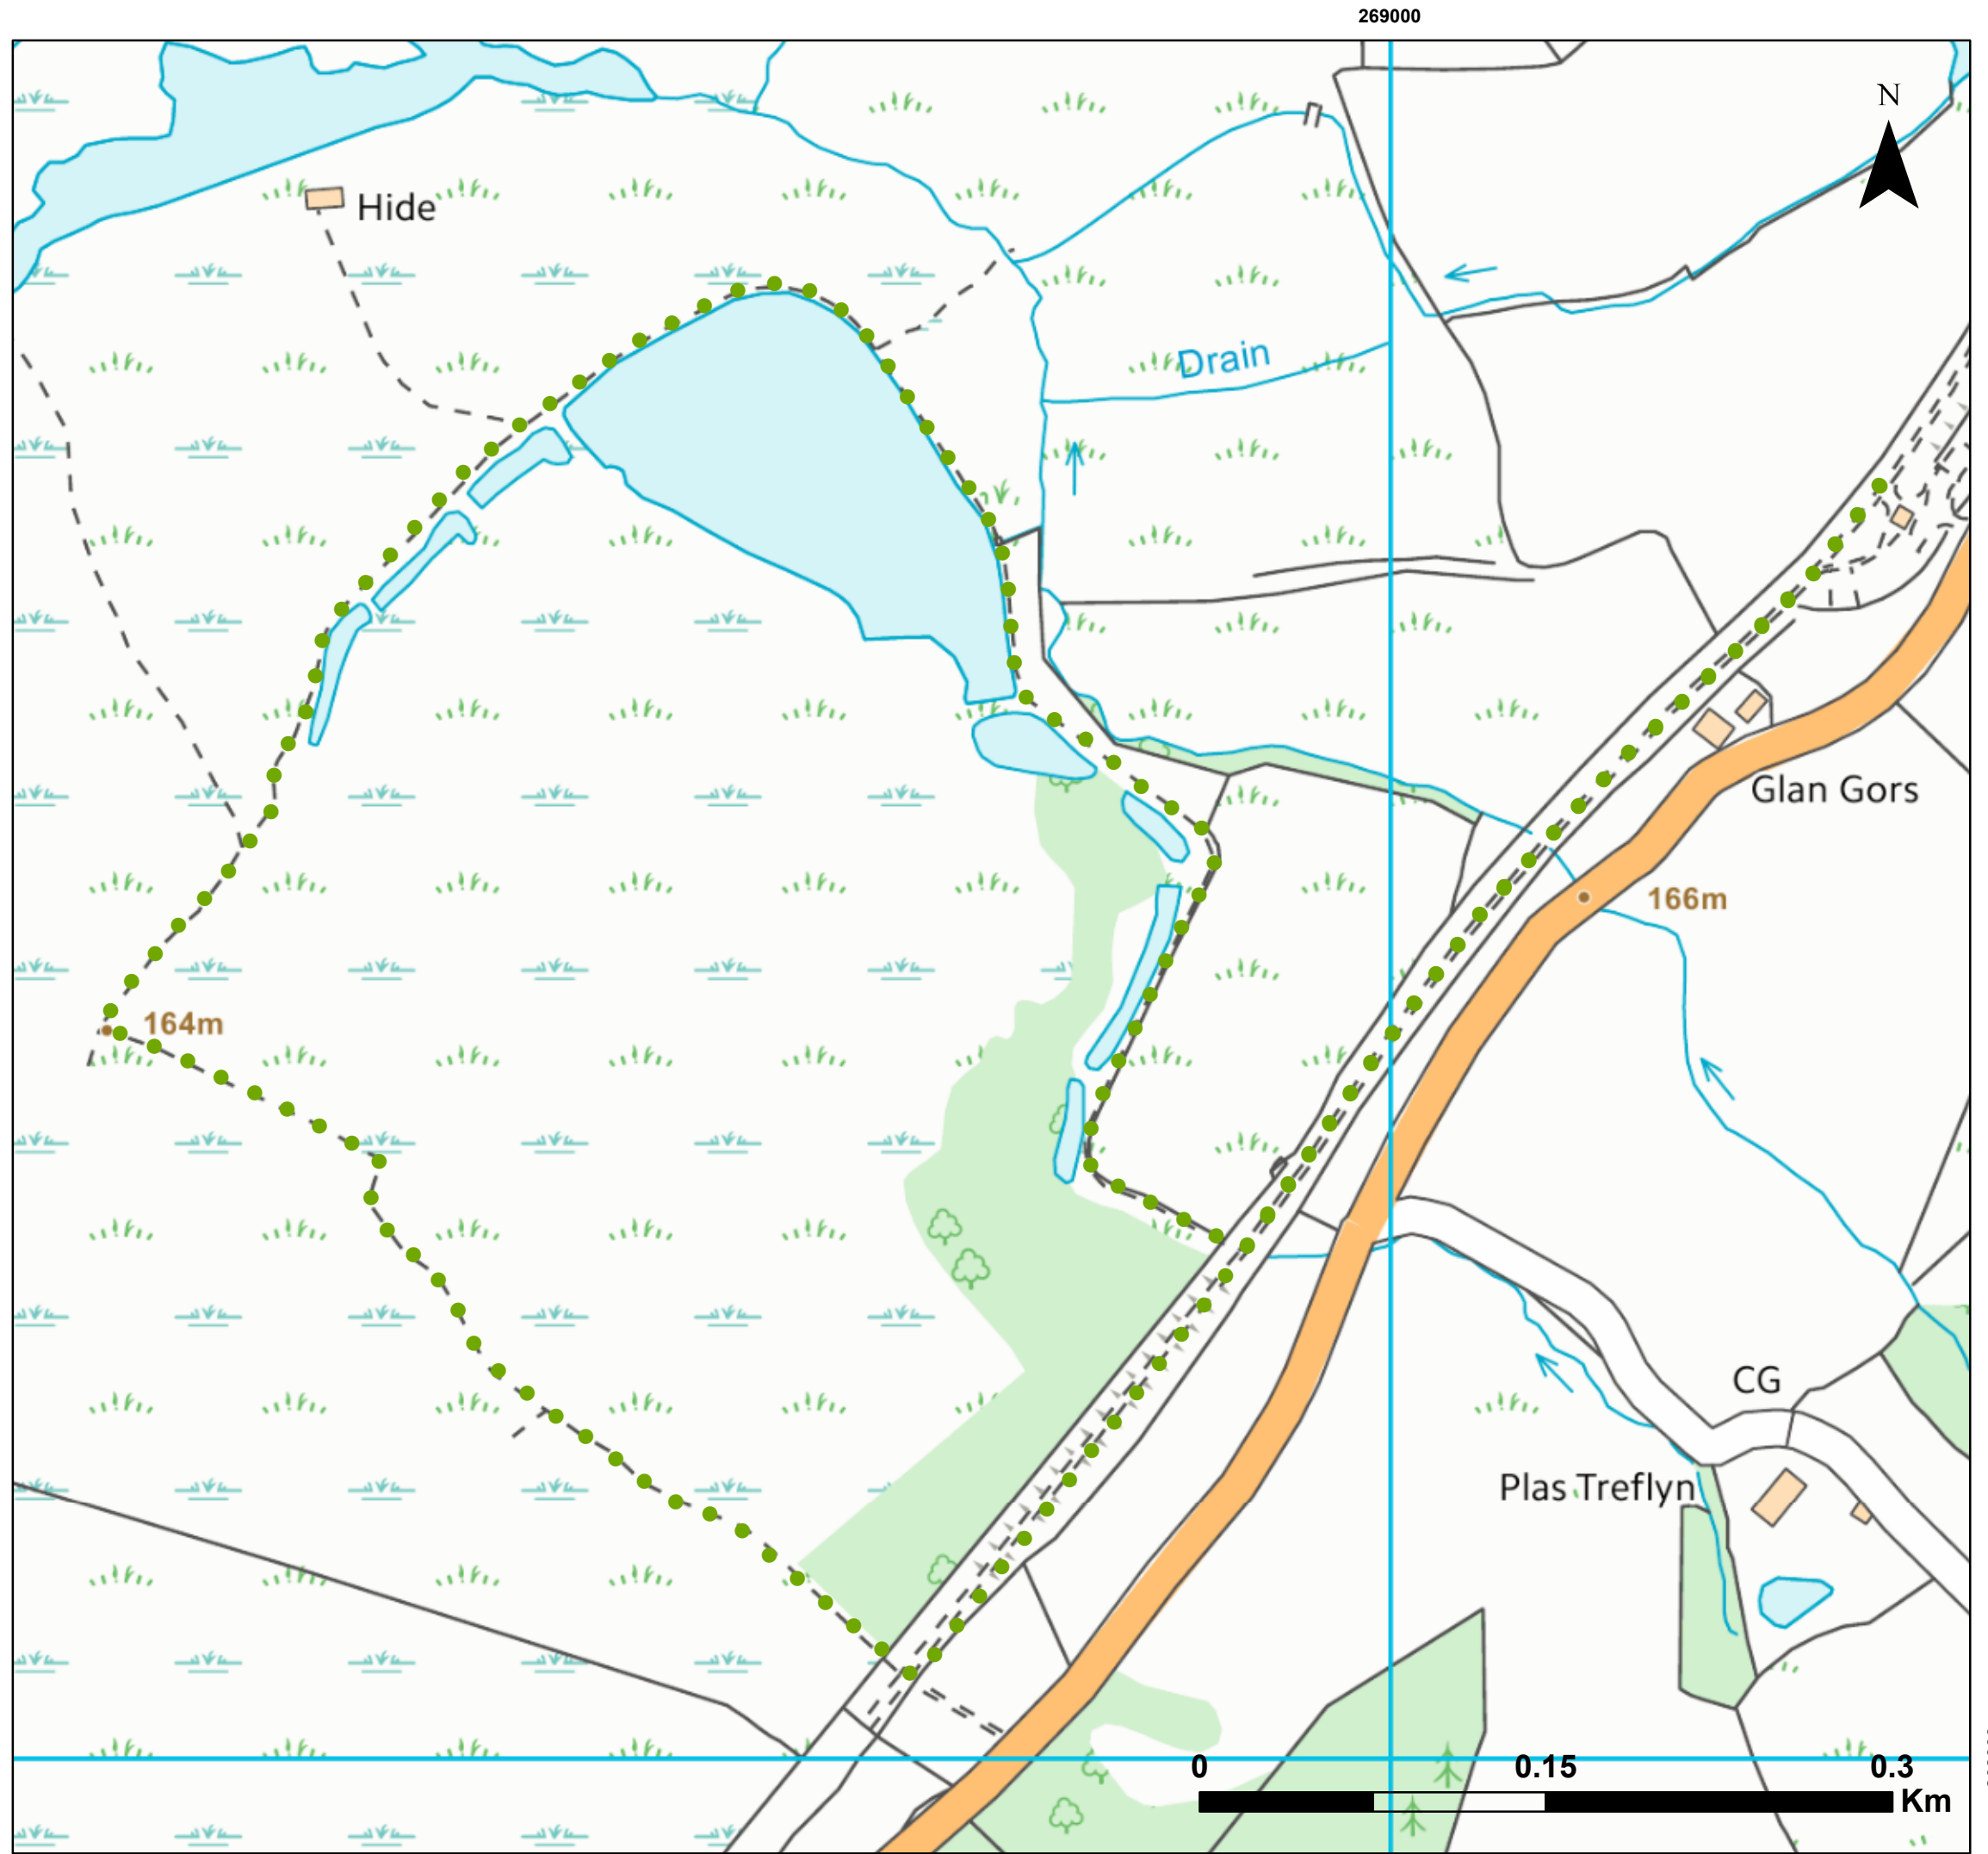 269000
N
Hide
Drain
Glan Gors
166m
164m
CG
Plas Treflyn
0 0.15 0.3
Km